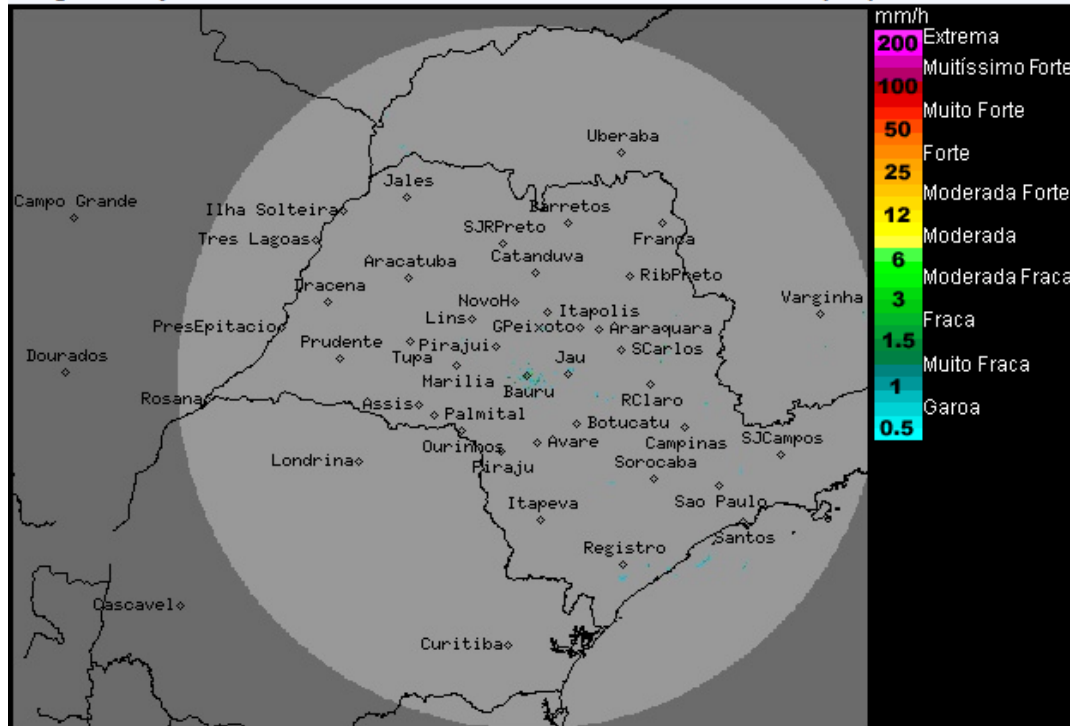 mm/h
200 Extrema
Muitíssimo Forte
100
Muito Forte
50
Forte
25
Moderada Forte
12
Moderada
6
Moderada Fraca
3
Fraca
1.5
Muito Fraca
1
Garoa
0.5
Uberaba
Jales
Campo Grande
Ilha Solteira
Barretos
SJRPreto
Franca
Tres Lagoas
Catanduva
Aracatuba
RibPreto
Dracena
NovoH
Itapolis
Varginha
Lins
GPeixoto
Araraquara
PresEpitacio
Prudente
Pirajui
SCarlos
Dourados
Tupa
Jau
Marilia
Bauru
Rosana
Assis
RClaro
Palmital
Botucatu
Ourinhos
Avare
Campinas
SJCampos
Londrina
Piraju
Sorocaba
Itapeva
Sao Paulo
Santos
Registro
Cascavel
Curitiba